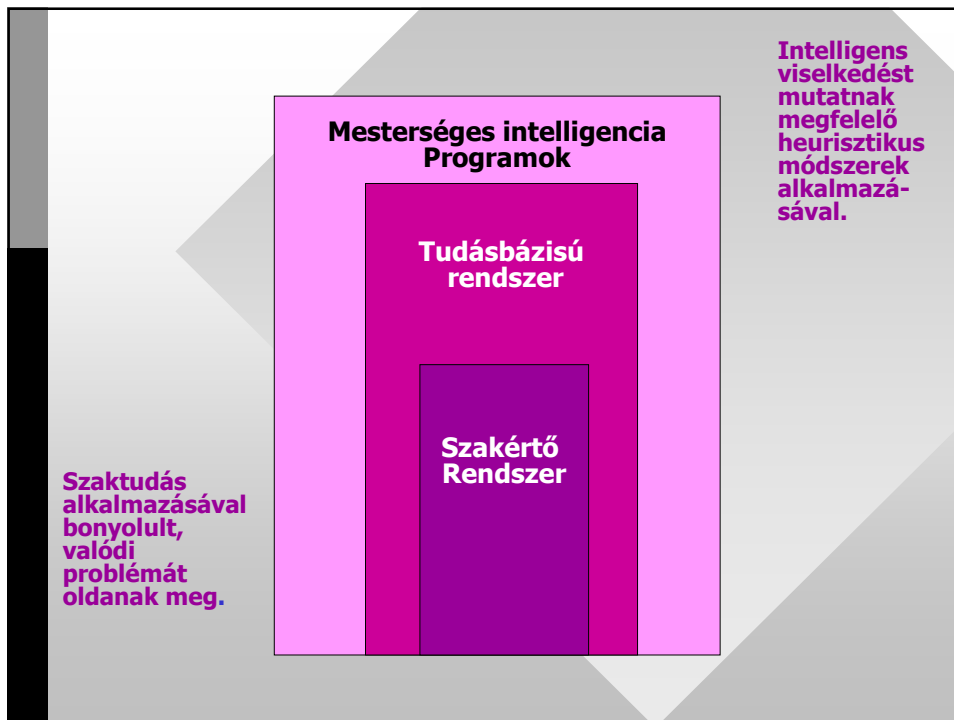 Intelligens
viselkedést
mutatnak
megfelelő
heurisztikus
módszerek
alkalmazá-
sával.
Mesterséges intelligencia
Programok
Tudásbázisú
rendszer
Szakértő
Rendszer
Szaktudás
alkalmazásával
bonyolult,
valódi
problémát
oldanak meg.